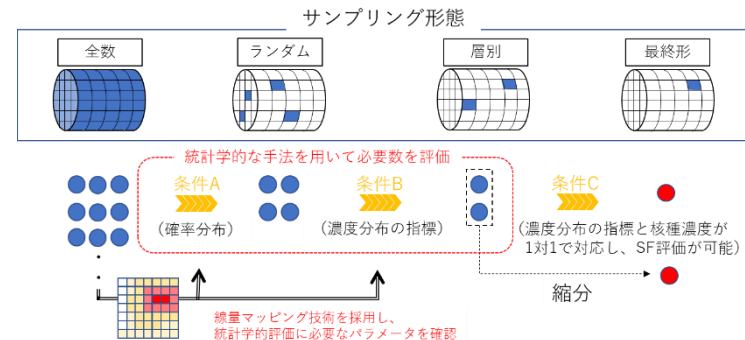 サンプリング形態
全数
ランダム
層別
最終形
統計学的な手法を用いて必要数を評価
条件A
(確率分布)
条件B
(濃度分布の指標)
条件C
(濃度分布の指標と核種濃度が
1対1で対応し、SF評価が可能)
縮分
線量マッピング技術を採用し、
統計学的評価に必要なパラメータを確認